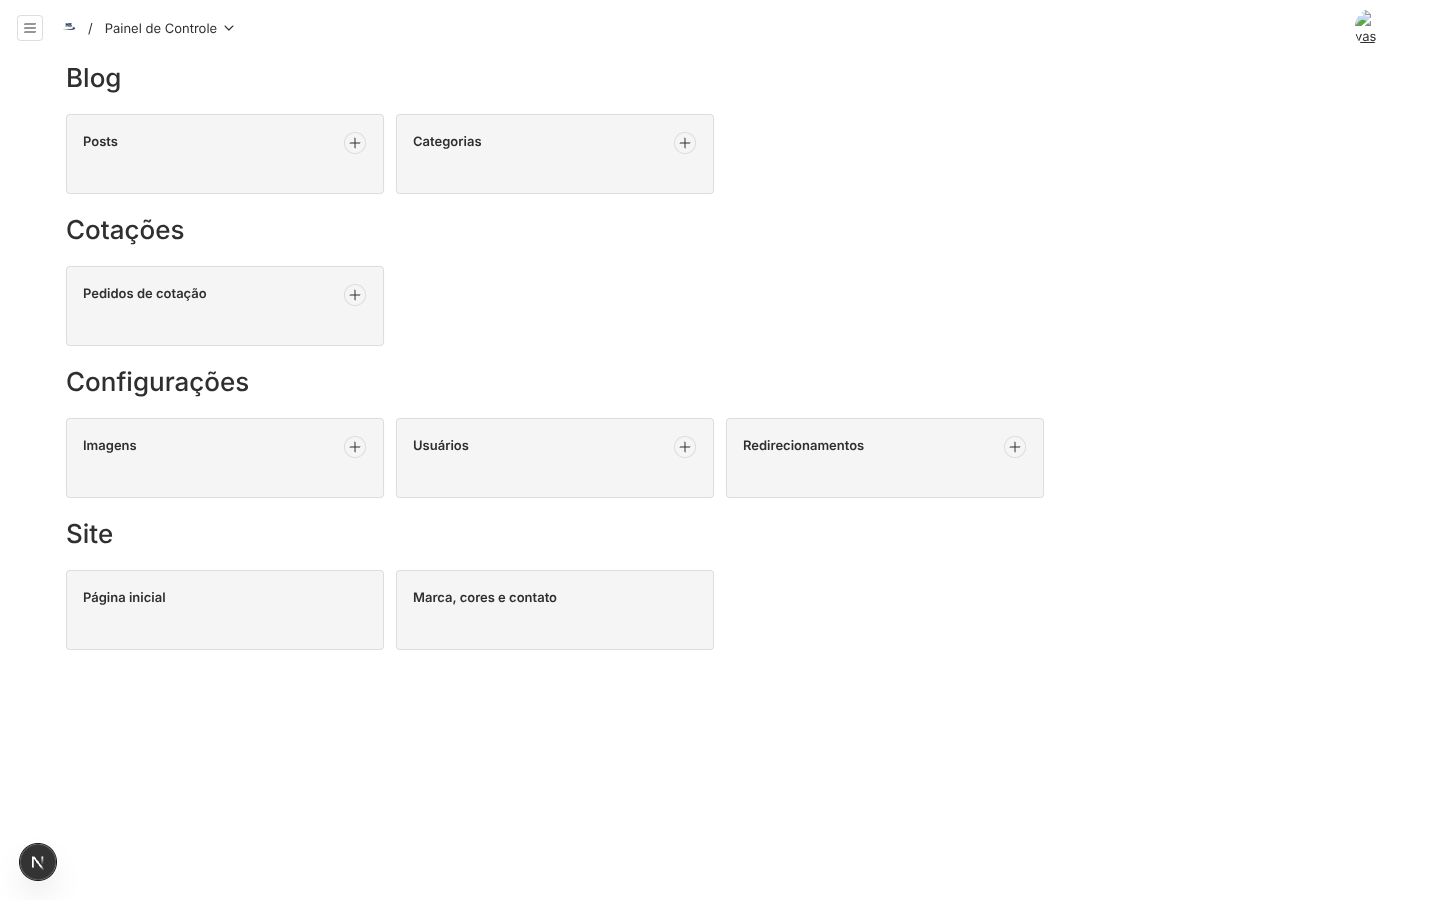 / Painel de Controle
vas
Blog
Posts
Categorias
Cotações
Pedidos de cotação
Configurações
Imagens
Usuários
Redirecionamentos
Site
Página inicial
Marca, cores e contato
N